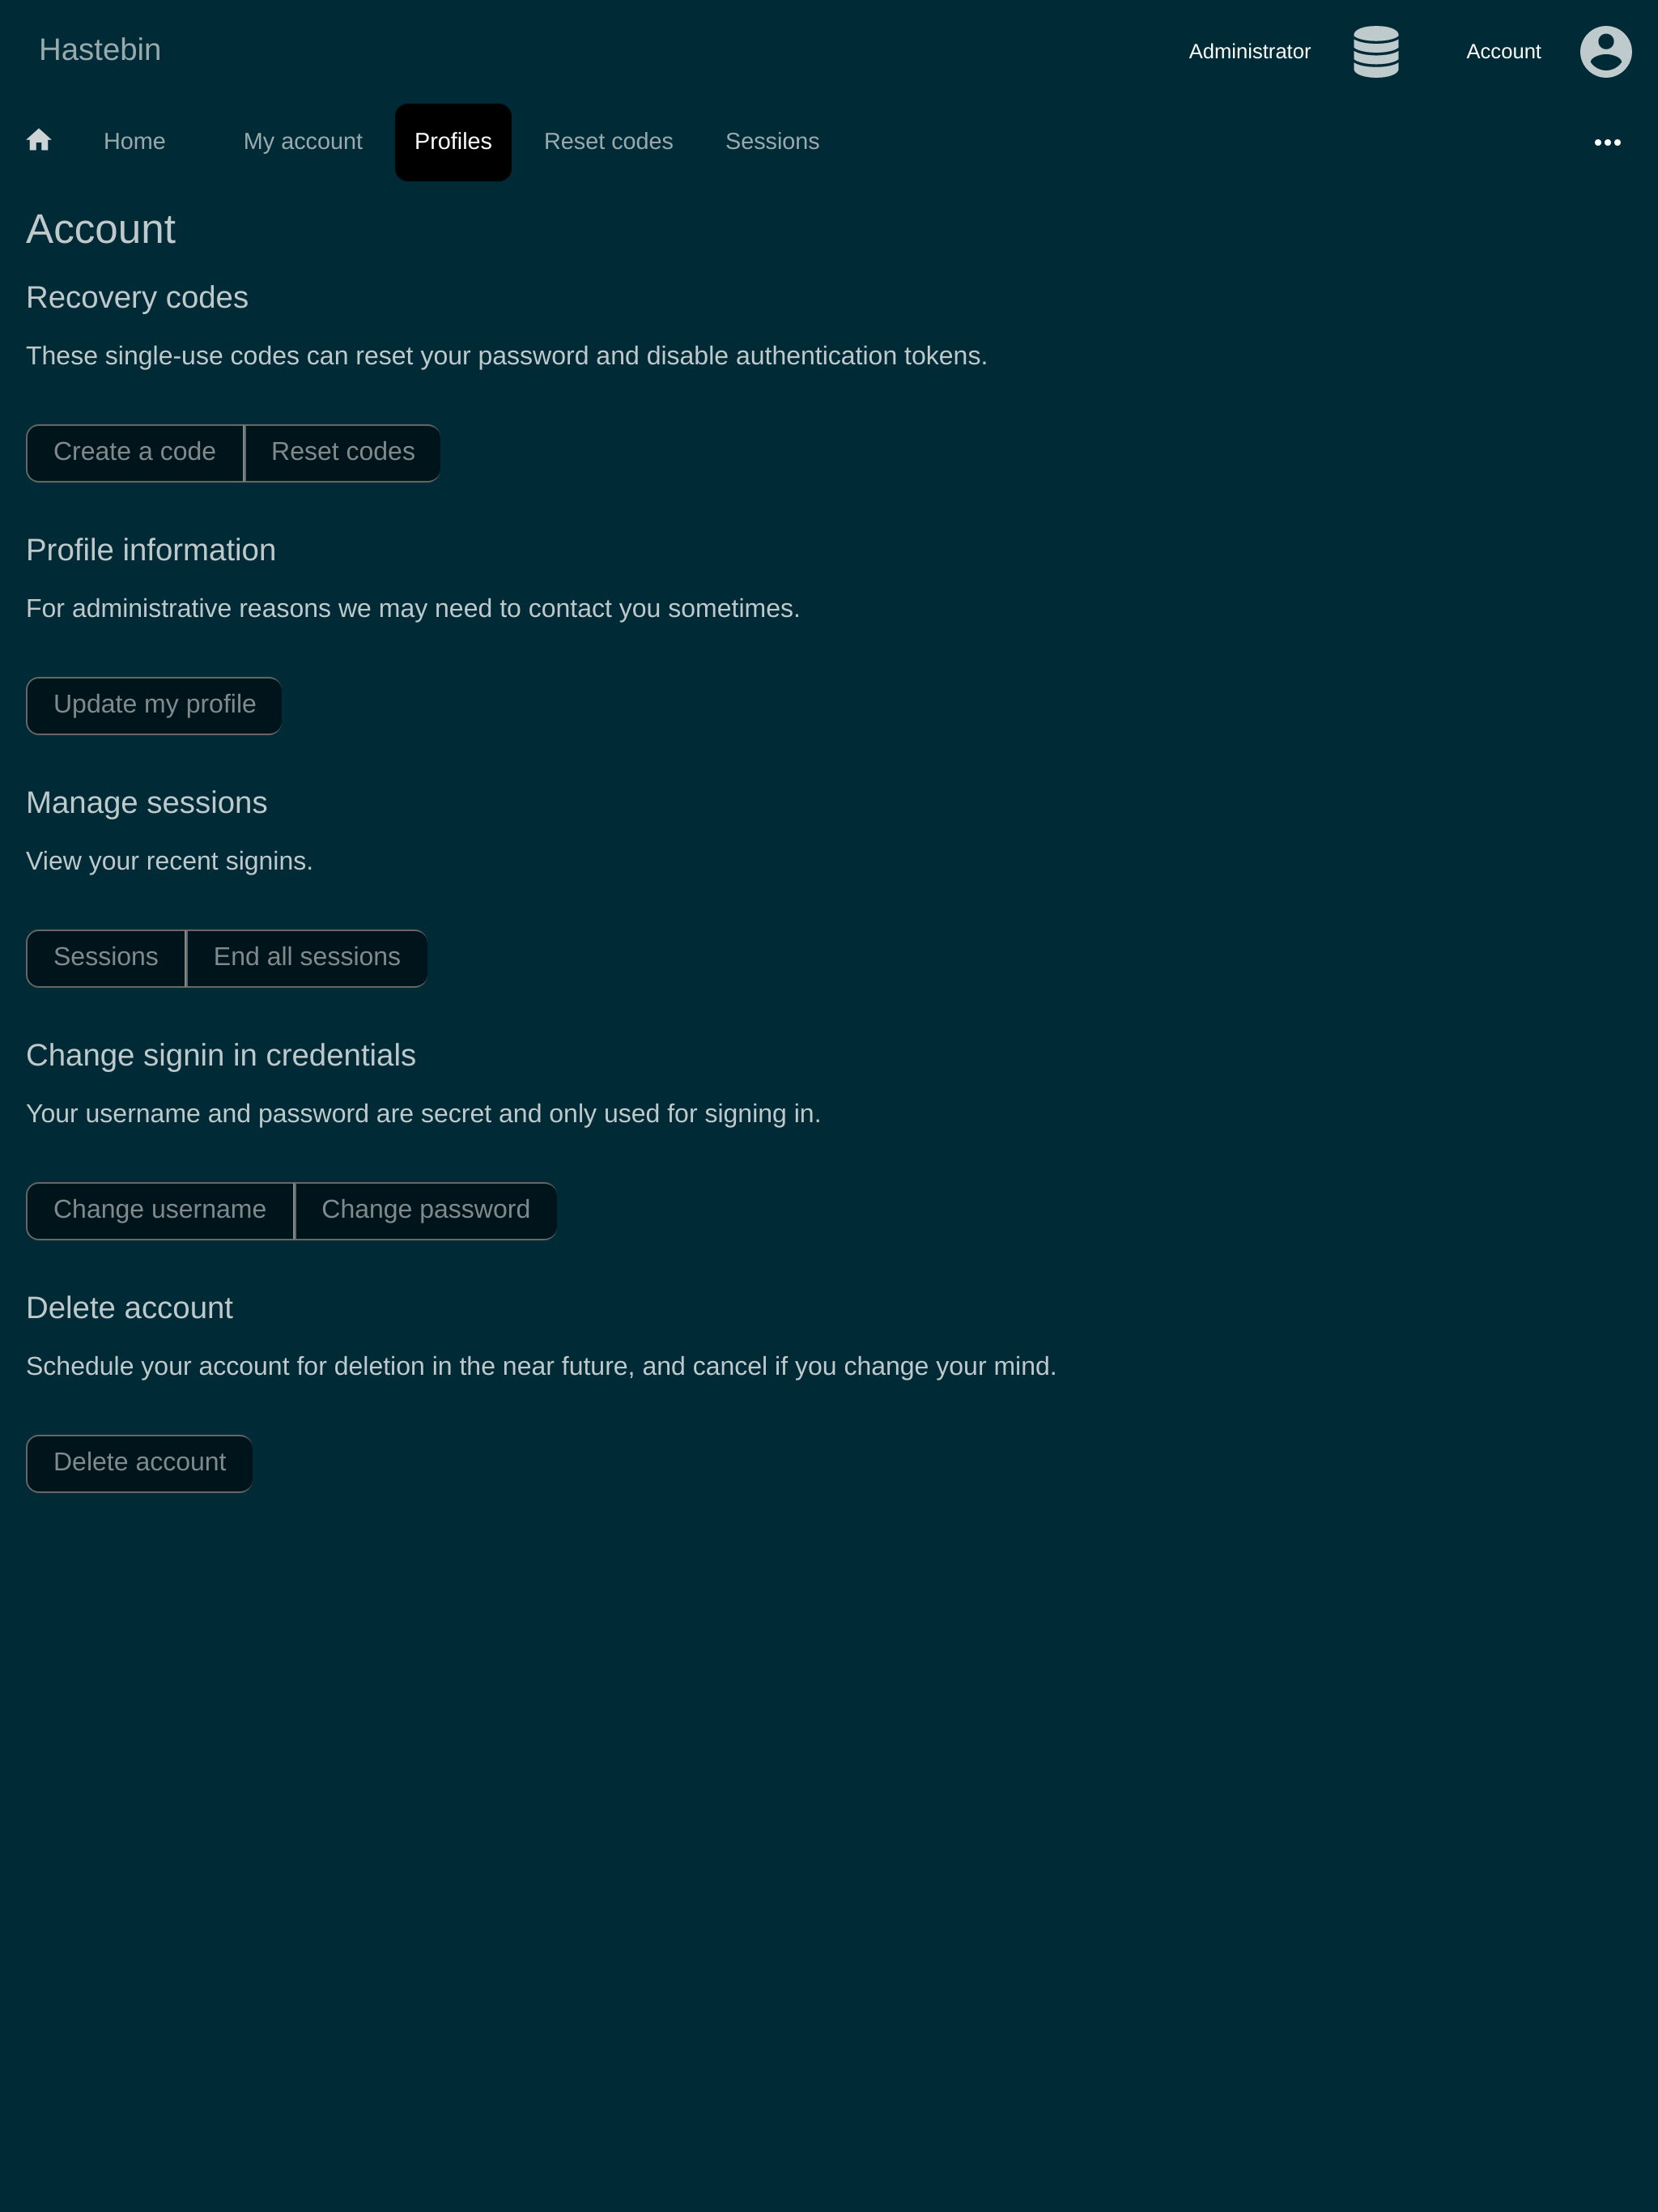 Hastebin
Administrator
Account
Home
My account
Profiles
Reset codes
Sessions
Account
Recovery codes
These single-use codes can reset your password and disable authentication tokens.
Create a code
Reset codes
Profile information
For administrative reasons we may need to contact you sometimes.
Update my profile
Manage sessions
View your recent signins.
Sessions
End all sessions
Change signin in credentials
Your username and password are secret and only used for signing in.
Change username
Change password
Delete account
Schedule your account for deletion in the near future, and cancel if you change your mind.
Delete account